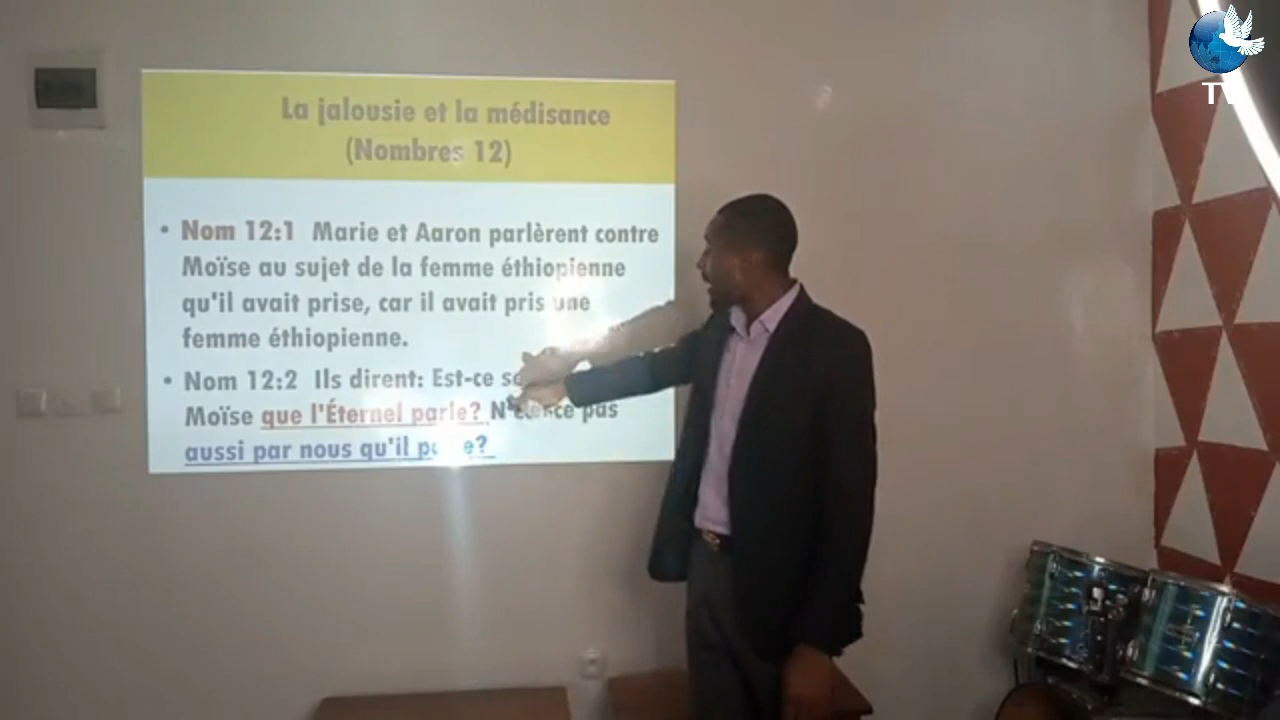 La jalousie et la médisance
(Nombres 12)
• Nom 12:1 Marie et Aaron parlèrent contre
Moïse au sujet de la femme éthiopienne
qu'il avait prise, car il avait pris une
femme éthiopienne.
• Nom 12:2 Ils dirent: Est-ce
Moïse que l'Éternel parle? pas
aussi par nous qu'il
TV